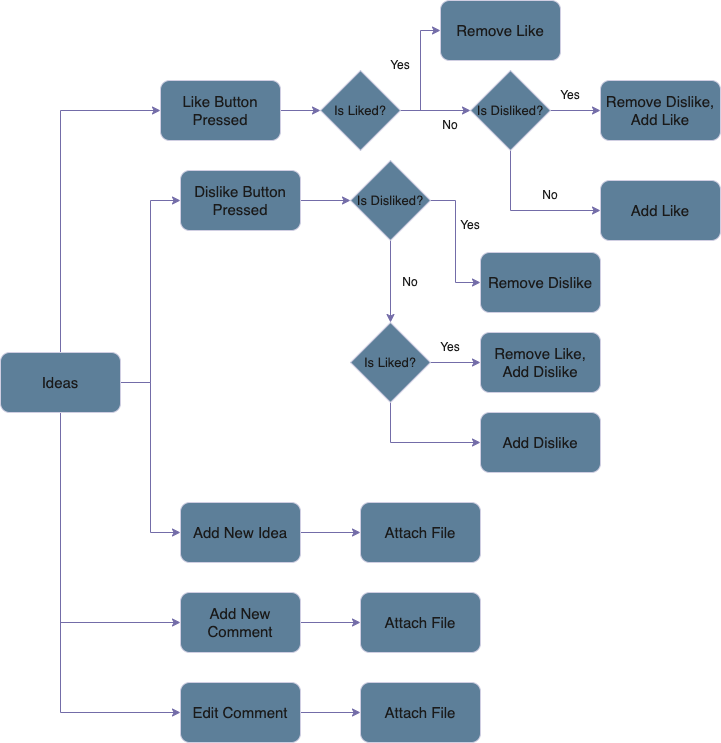 Remove Like
Yes
Like Button
Pressed
Is Liked?
No
Is Disliked?
Yes
Remove Dislike,
Add Like
No
Add Like
Dislike Button
Pressed
Is Disliked?
Yes
Remove Dislike
No
Is Liked?
Yes
Remove Like,
Add Dislike
Add Dislike
Ideas
Add New Idea
Attach File
Add New
Comment
Attach File
Edit Comment
Attach File